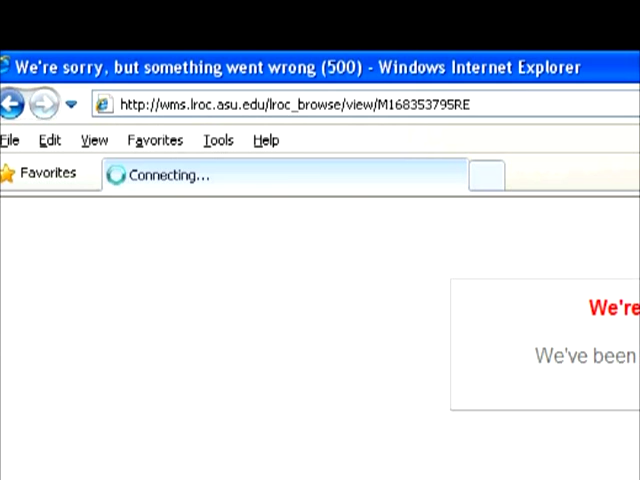 We're sorry, but something went wrong (500) - Windows Internet Explorer
http://wms.lroc.asu.edu/lroc_browse/view/M168353795RE
File Edit View Favorites Tools Help
Favorites Connecting...
We're
We've been